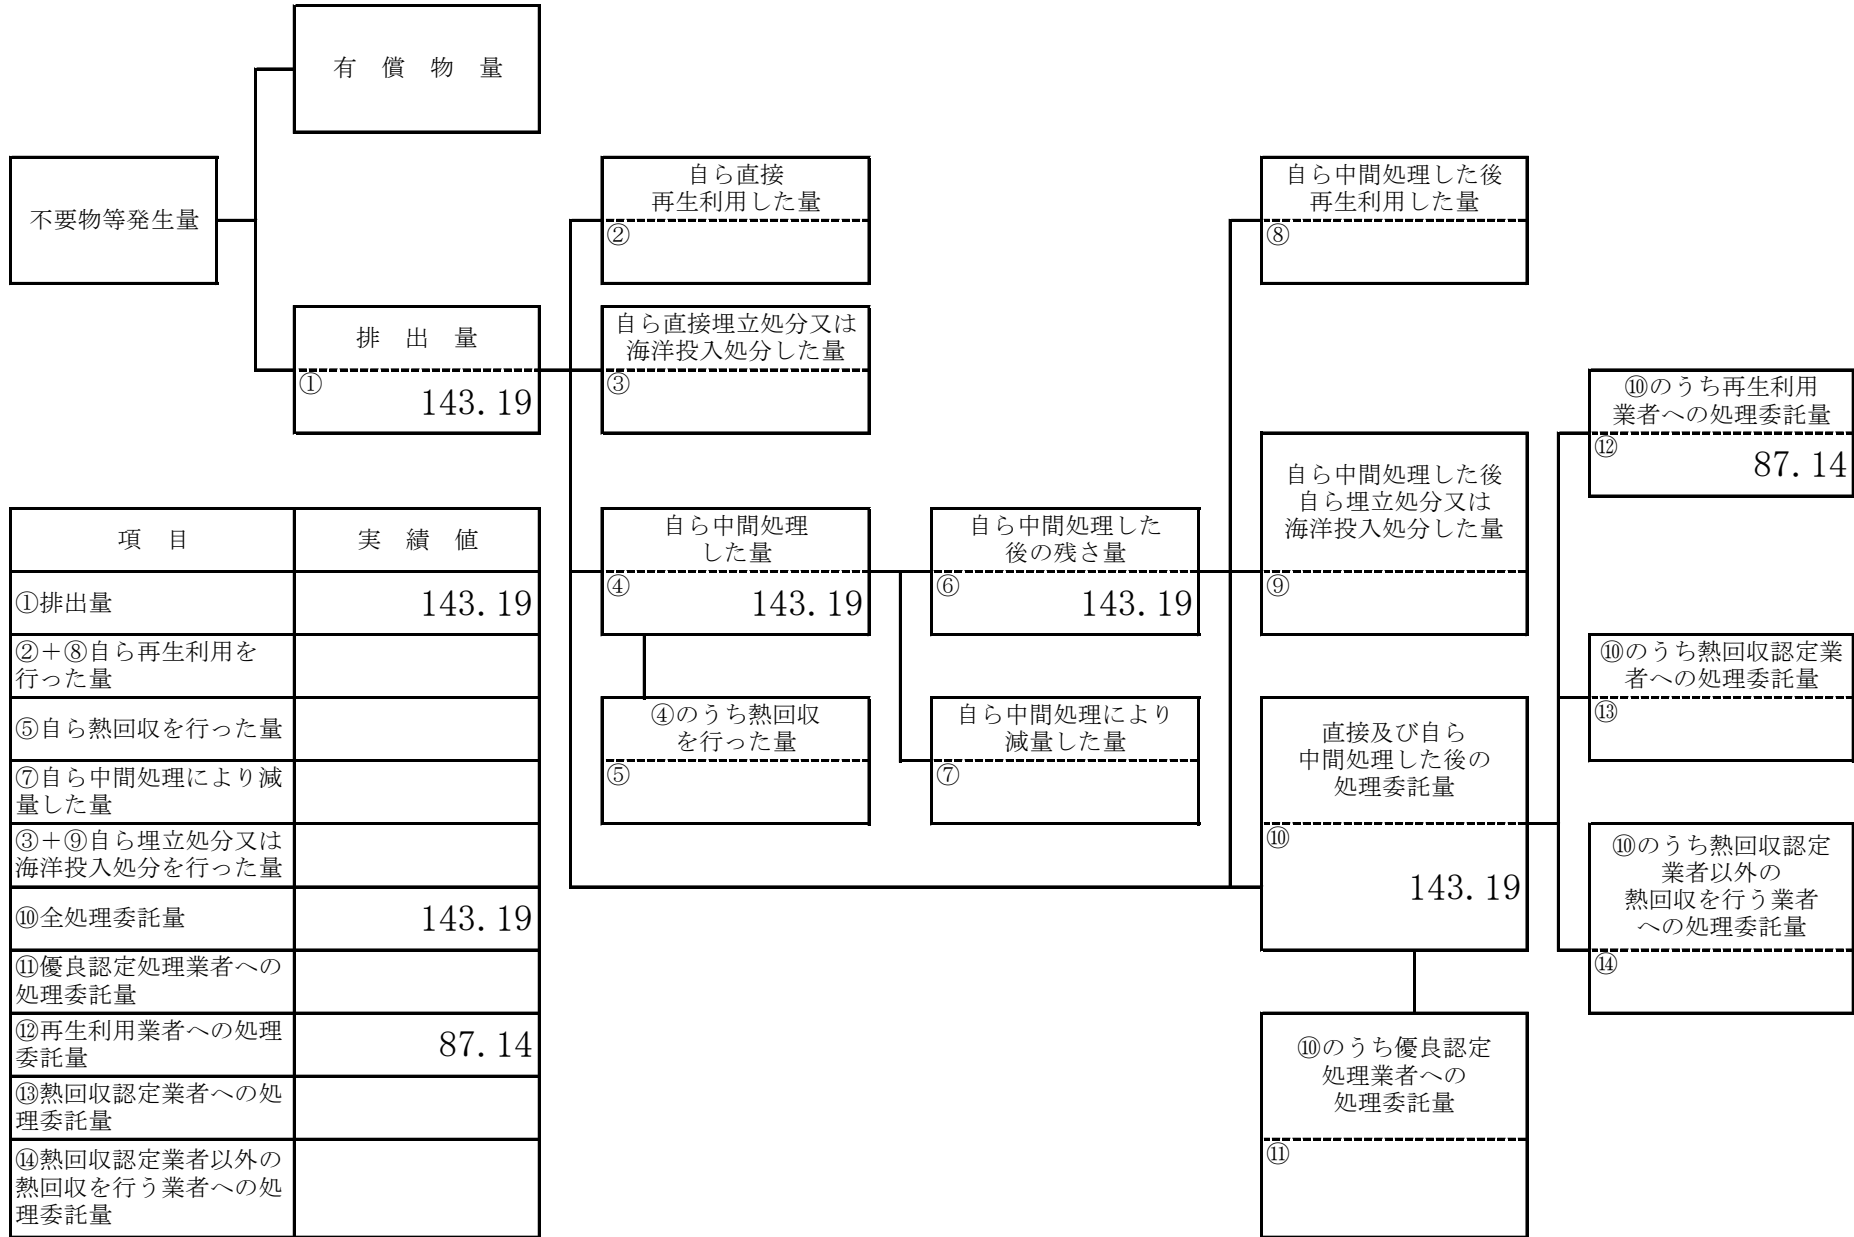 有 償 物 量
不要物等発生量
排 出 量
①
143.19
自ら直接
再生利用した量
②
自ら直接埋立処分又は
海洋投入処分した量
③
自ら中間処理
した量
④
143.19
④のうち熱回収
を行った量
⑤
自ら中間処理した
後の残さ量
⑥
143.19
自ら中間処理により
減量した量
⑦
自ら中間処理した後
再生利用した量
⑧
自ら中間処理した後
自ら埋立処分又は
海洋投入処分した量
⑨
直接及び自ら
中間処理した後の
処理委託量
⑩
143.19
⑩のうち優良認定
処理業者への
処理委託量
⑪
⑩のうち再生利用
業者への処理委託量
⑫
87.14
⑩のうち熱回収認定業
者への処理委託量
⑬
⑩のうち熱回収認定
業者以外の
熱回収を行う業者
への処理委託量
⑭
項 目 実 績 値
①排出量 143.19
②＋⑧自ら再生利用を
行った量
⑤自ら熱回収を行った量
⑦自ら中間処理により減
量した量
③＋⑨自ら埋立処分又は
海洋投入処分を行った量
⑩全処理委託量 143.19
⑪優良認定処理業者への
処理委託量
⑫再生利用業者への処理
委託量 87.14
⑬熱回収認定業者への処
理委託量
⑭熱回収認定業者以外の
熱回収を行う業者への処
理委託量